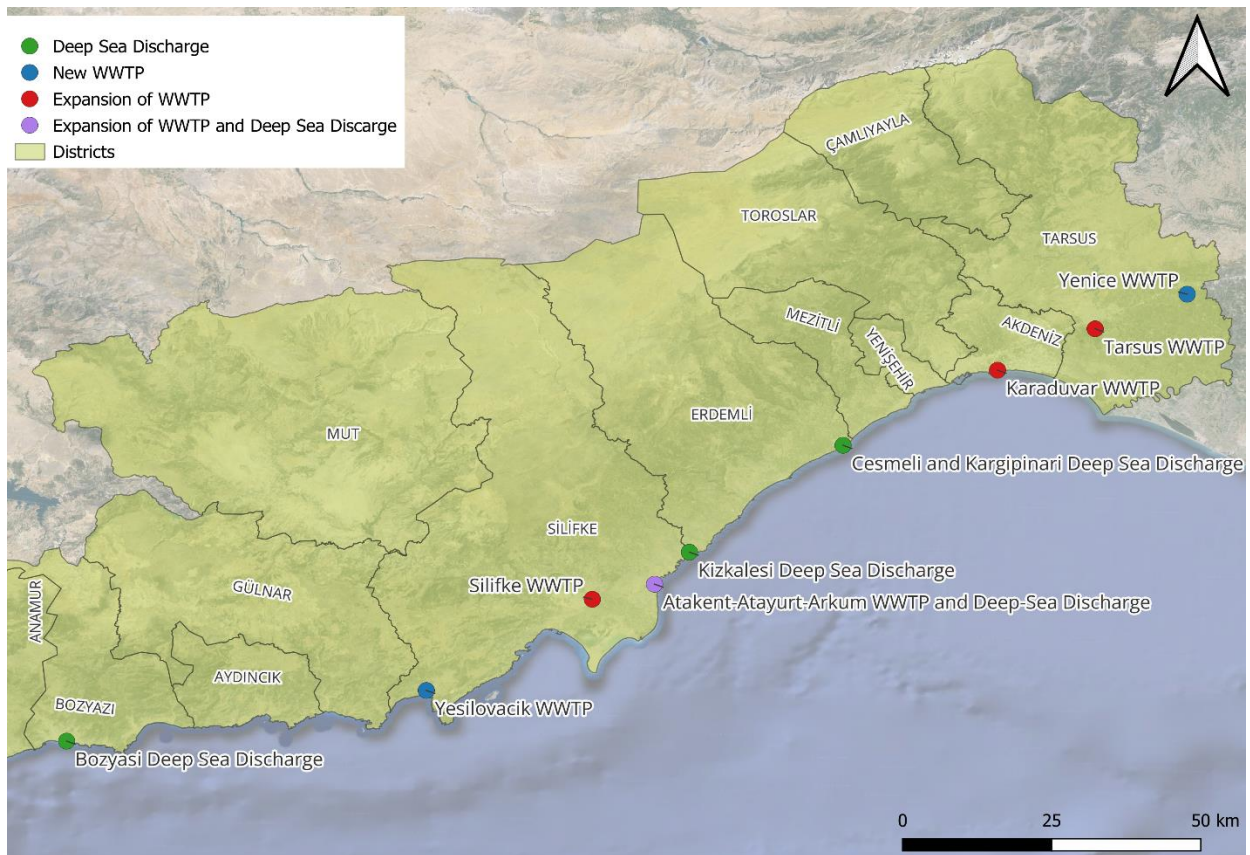 Deep Sea Discharge
New WWTP
Expansion of WWTP
Expansion of WWTP and Deep Sea Discarge
Districts
ÇAMLIYAYLA
TOROSLAR
TARSUS
Yenice WWTP
MEZİTLİ
YENİŞEHİR
AKDENİZ
Tarsus WWTP
Karaduvar WWTP
ERDEMLİ
MUT
Cesmeli and Kargipinari Deep Sea Discharge
SİLİFKE
Kizkalesi Deep Sea Discharge
Silifke WWTP
Atakent-Atayurt-Arkum WWTP and Deep-Sea Discharge
GÜLNAR
ANAMUR
AYDINCIK
BOZYAZI
Yesilovacik WWTP
Bozyasi Deep Sea Discharge
0 25 50 km